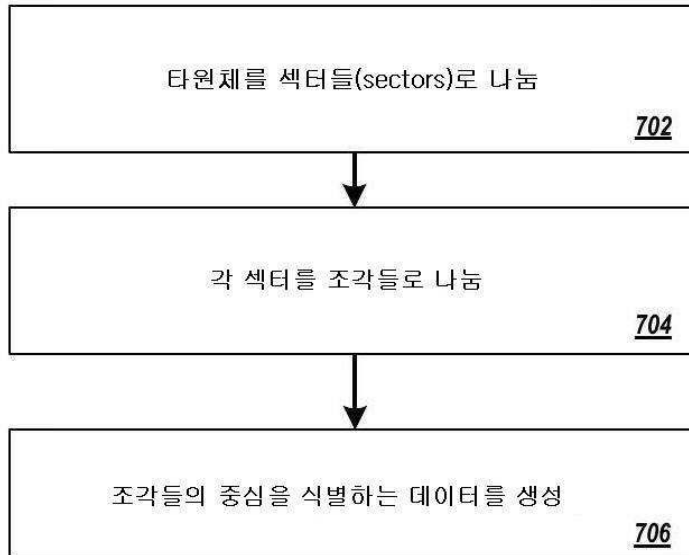 타원체를 섹터들(sectors)로 나눔
702
각 섹터를 조각들로 나눔
704
조각들의 중심을 식별하는 데이터를 생성
706